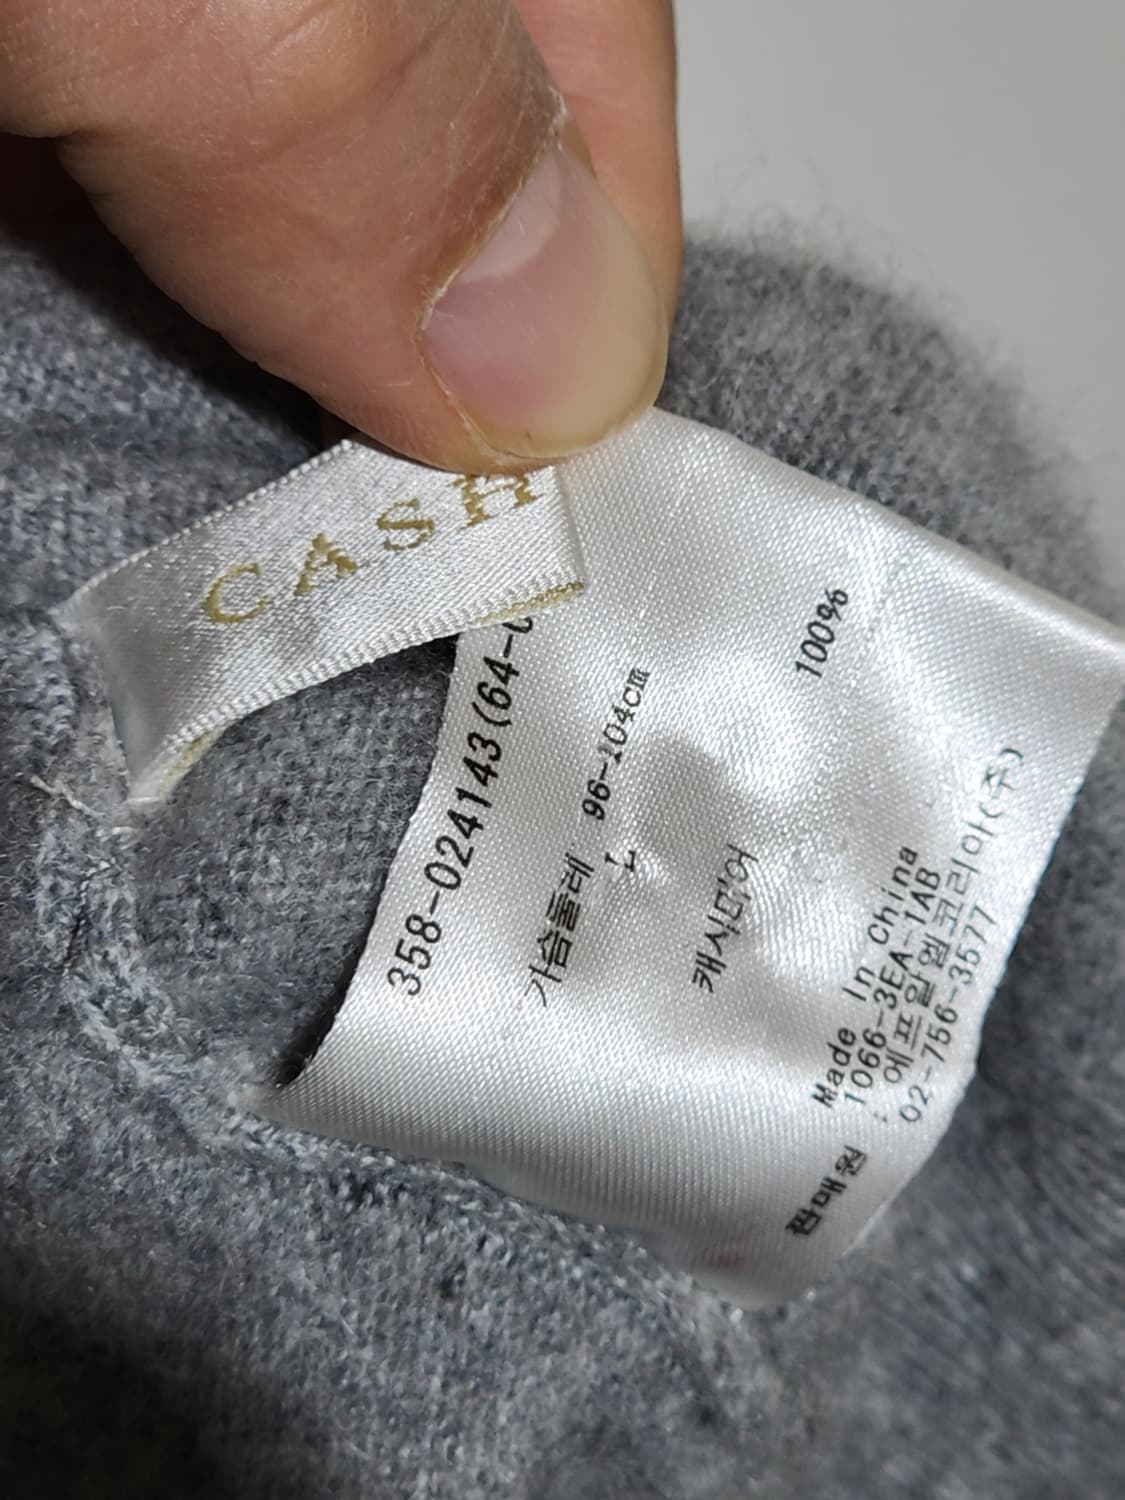 CASH
358-024143(64-0
가슴둘레 96-104cm
L
캐시미어 100%
Made In China
1066-3EA-1AB
판매원 : 에프알엘코리아(주)
02-756-3577